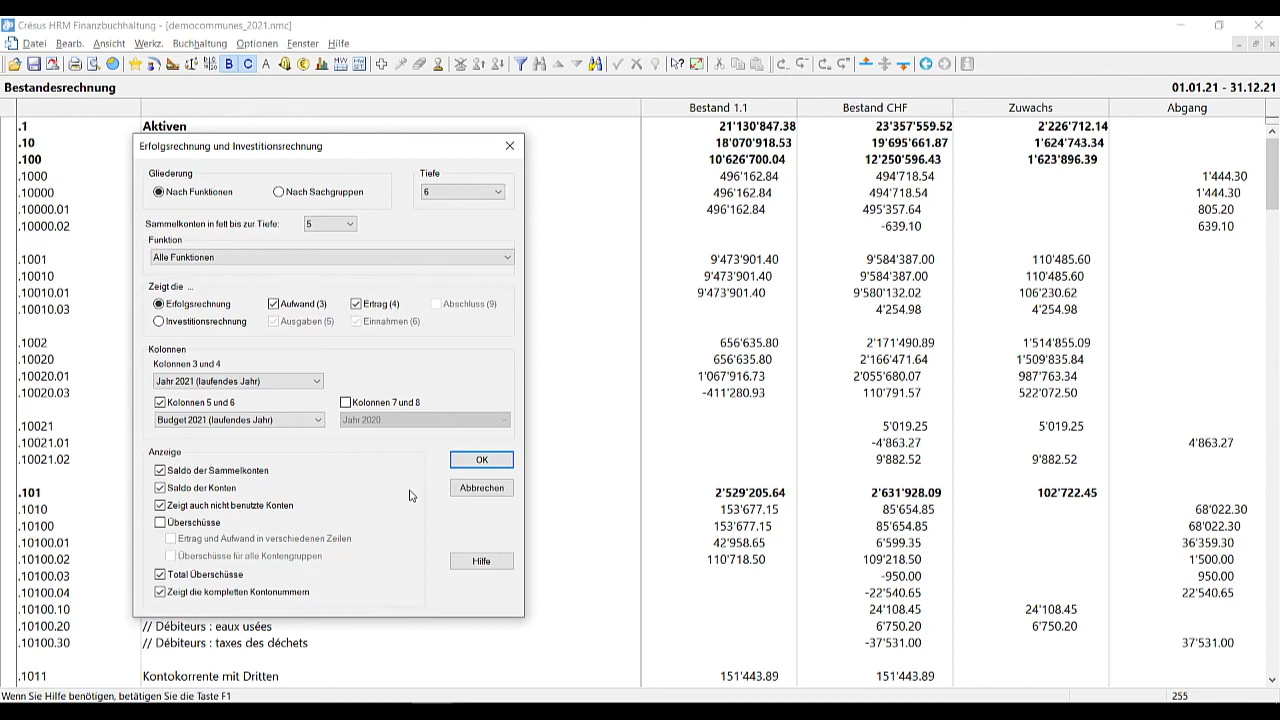 Crésus HRM Finanzbuchhaltung - [democommunes_2021.nmc]
Datei Bearb. Ansicht Werkz. Buchhaltung Optionen Fenster Hilfe
Bestandesrechnung 01.01.21 - 31.12.21
Bestand 1.1 Bestand CHF Zuwachs Abgang
.1 Aktiven 21'130'847.38 23'357'559.52 2'226'712.14
.10 18'070'918.53 19'695'661.87 1'624'743.34
.100 10'626'700.04 12'250'596.43 1'623'896.39
.1000 496'162.84 494'718.54 1'444.30
.10000 496'162.84 494'718.54 1'444.30
.10000.01 496'162.84 495'357.64 805.20
.10000.02 -639.10 639.10
.1001 9'473'901.40 9'584'387.00 110'485.60
.10010 9'473'901.40 9'584'387.00 110'485.60
.10010.01 9'473'901.40 9'580'132.02 106'230.62
.10010.03 4'254.98 4'254.98
.1002 656'635.80 2'171'490.89 1'514'855.09
.10020 656'635.80 2'166'471.64 1'509'835.84
.10020.01 1'067'916.73 2'055'680.07 987'763.34
.10020.03 -411'280.93 110'791.57 522'072.50
.10021 5'019.25 5'019.25
.10021.01 -4'863.27 4'863.27
.10021.02 9'882.52 9'882.52
.101 2'529'205.64 2'631'928.09 102'722.45
.1010 153'677.15 85'654.85 68'022.30
.10100 153'677.15 85'654.85 68'022.30
.10100.01 42'958.65 6'599.35 36'359.30
.10100.02 110'718.50 109'218.50 1'500.00
.10100.03 -950.00 950.00
.10100.04 -22'540.65 22'540.65
.10100.10 24'108.45 24'108.45
.10100.20 // Débiteurs : eaux usées 6'750.20 6'750.20
.10100.30 // Débiteurs : taxes des déchets -37'531.00 37'531.00
.1011 Kontokorrente mit Dritten 151'443.89 151'443.89
Erfolgsrechnung und Investitionsrechnung
Gliederung Tiefe
Nach Funktionen Nach Sachgruppen 6
Sammelkonten in fett bis zur Tiefe: 5
Funktion
Alle Funktionen
Zeigt die ...
Erfolgsrechnung Aufwand (3) Ertrag (4) Abschluss (9)
Investitionsrechnung Ausgaben (5) Einnahmen (6)
Kolonnen
Kolonnen 3 und 4
Jahr 2021 (laufendes Jahr)
Kolonnen 5 und 6 Kolonnen 7 und 8
Budget 2021 (laufendes Jahr) Jahr 2020
Anzeige
OK
Saldo der Sammelkonten
Saldo der Konten
Abbrechen
Zeigt auch nicht benutzte Konten
Überschüsse
Ertrag und Aufwand in verschiedenen Zeilen
Überschüsse für alle Kontengruppen
Hilfe
Total Überschüsse
Zeigt die kompletten Kontonummern
Wenn Sie Hilfe benötigen, betätigen Sie die Taste F1 255